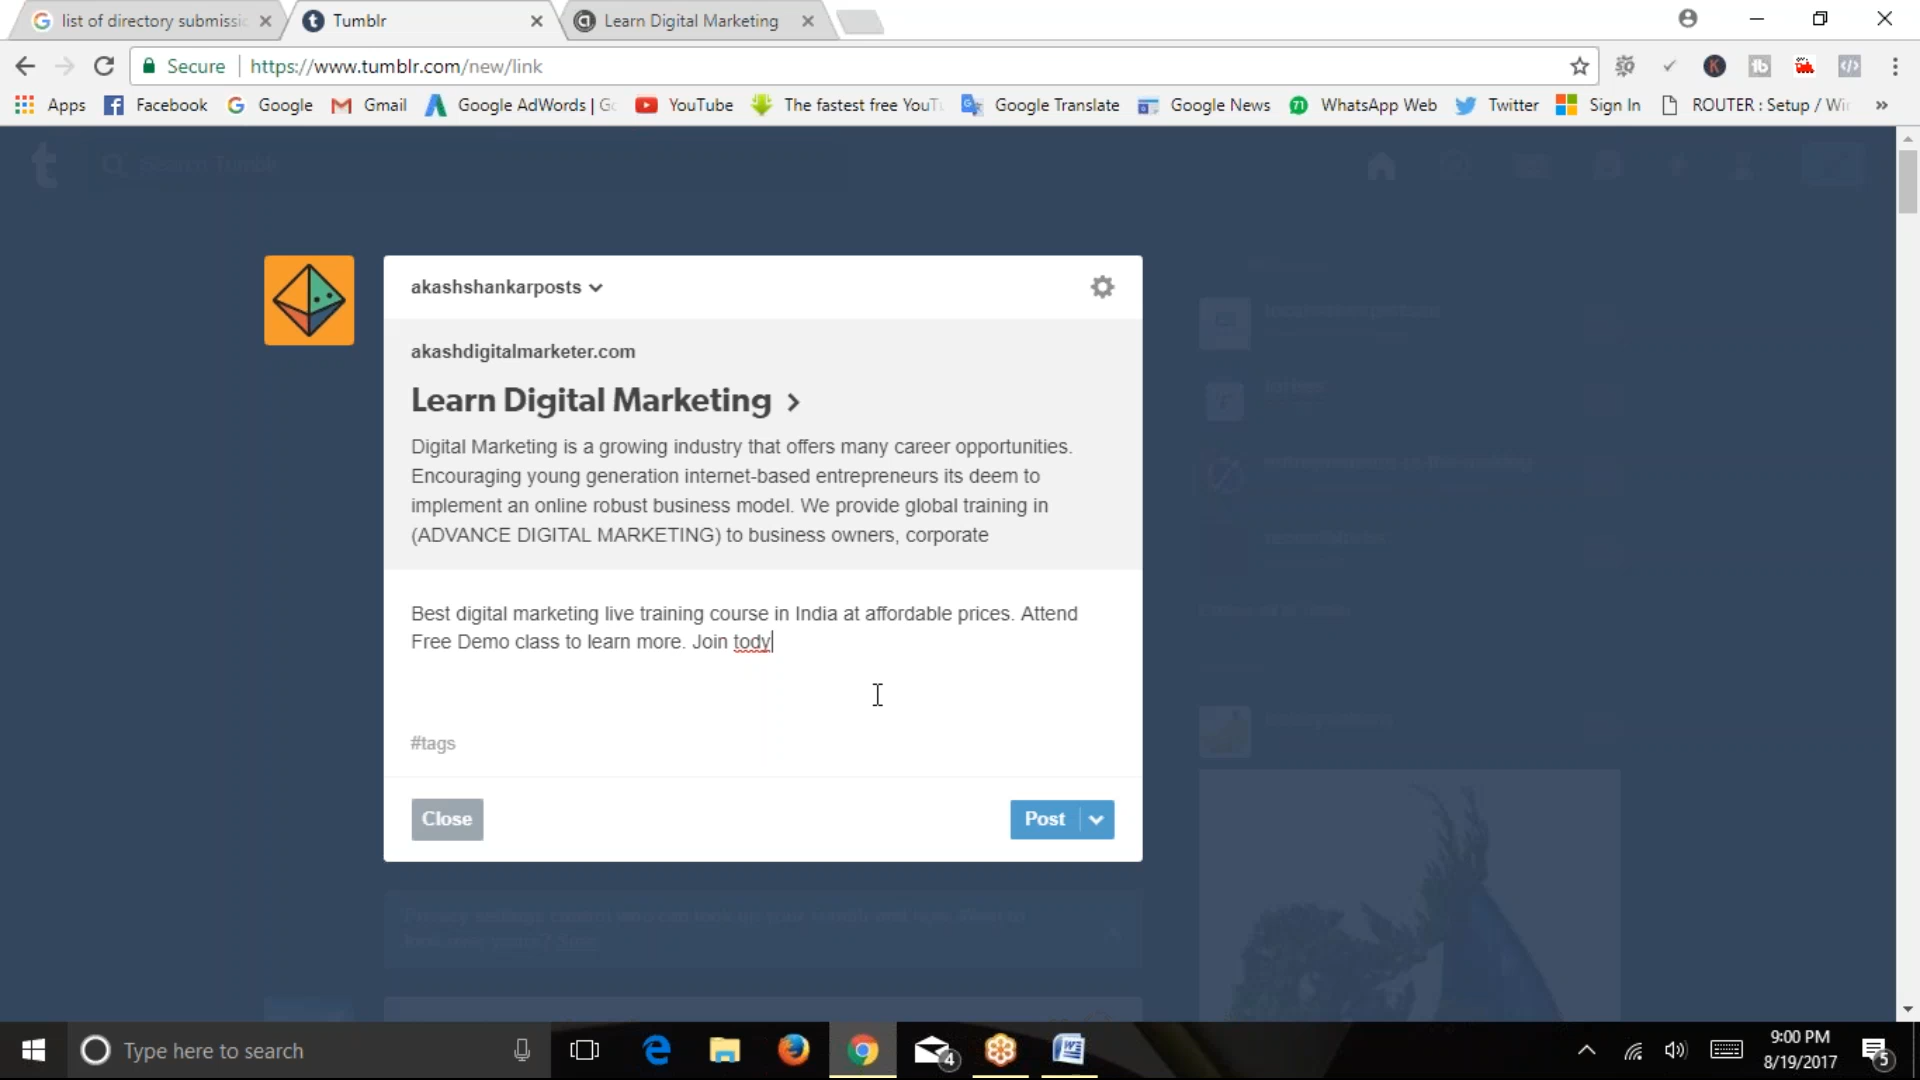 list of directory submissi
Tumblr
Learn Digital Marketing
Secure
https://www.tumblr.com/new/link
Apps
Facebook
Google
Gmail
Google AdWords | G
YouTube
The fastest free YouT
Google Translate
Google News
WhatsApp Web
Twitter
Sign In
ROUTER : Setup / Wi
Search Tumblr
akashshankarposts
akashdigitalmarketer.com
Learn Digital Marketing
Digital Marketing is a growing industry that offers many career opportunities.
Encouraging young generation internet-based entrepreneurs its deem to
implement an online robust business model. We provide global training in
(ADVANCE DIGITAL MARKETING) to business owners, corporate
Best digital marketing live training course in India at affordable prices. Attend
Free Demo class to learn more. Join tody
#tags
Close
Post
Type here to search
4
9:00 PM
8/19/2017
5